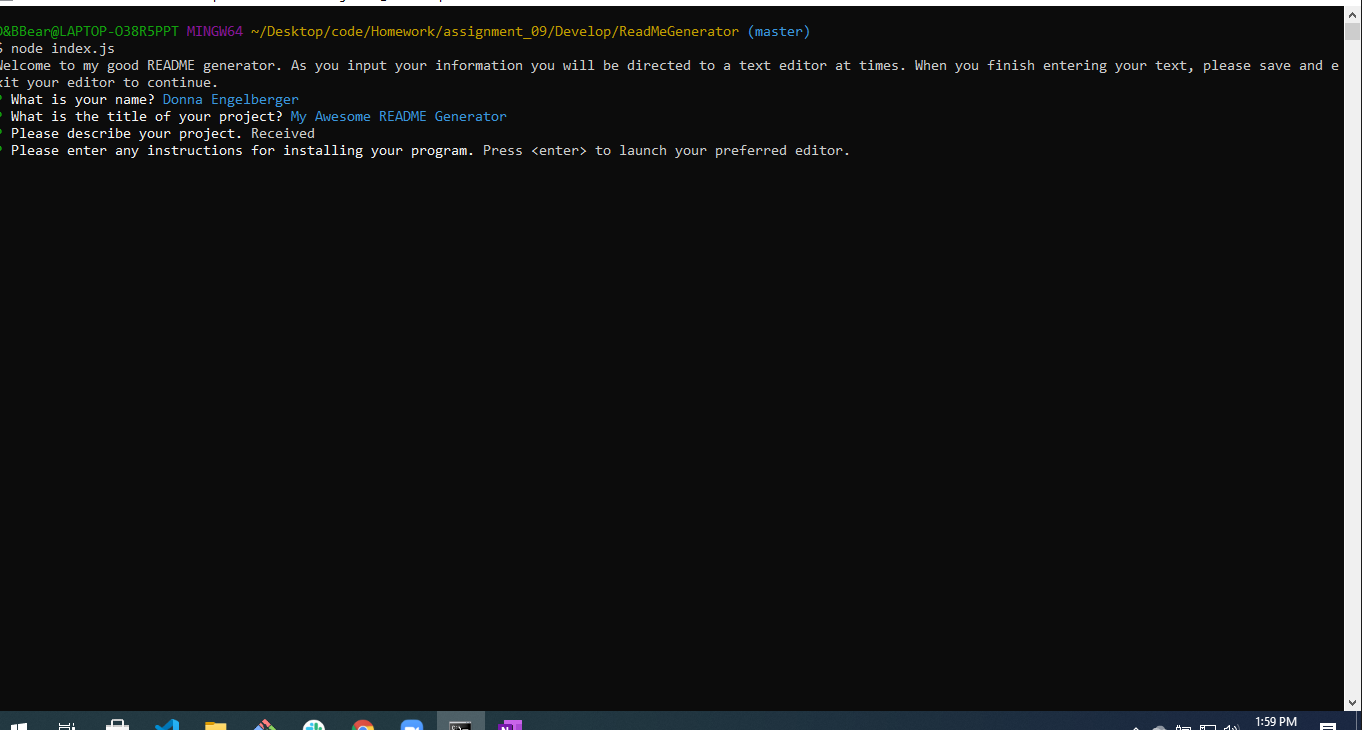 &BBear@LAPTOP-O38R5PPT MINGW64 ~/Desktop/code/Homework/assignment_09/Develop/ReadMeGenerator (master)
$ node index.js
Welcome to my good README generator. As you input your information you will be directed to a text editor at times. When you finish entering your text, please save and e
xit your editor to continue.
? What is your name? Donna Engelberger
? What is the title of your project? My Awesome README Generator
? Please describe your project. Received
? Please enter any instructions for installing your program. Press <enter> to launch your preferred editor.
1:59 PM